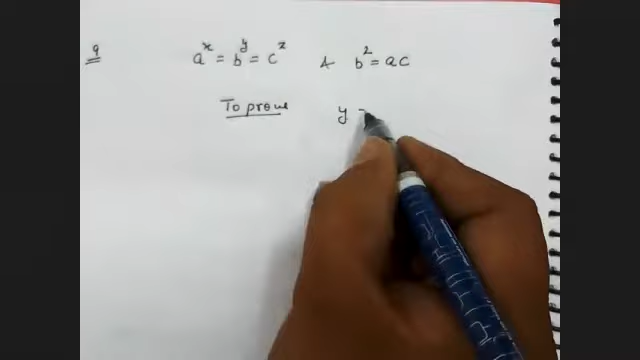 9 a^x = b^y = c^z & b^2 = ac
To prove y =